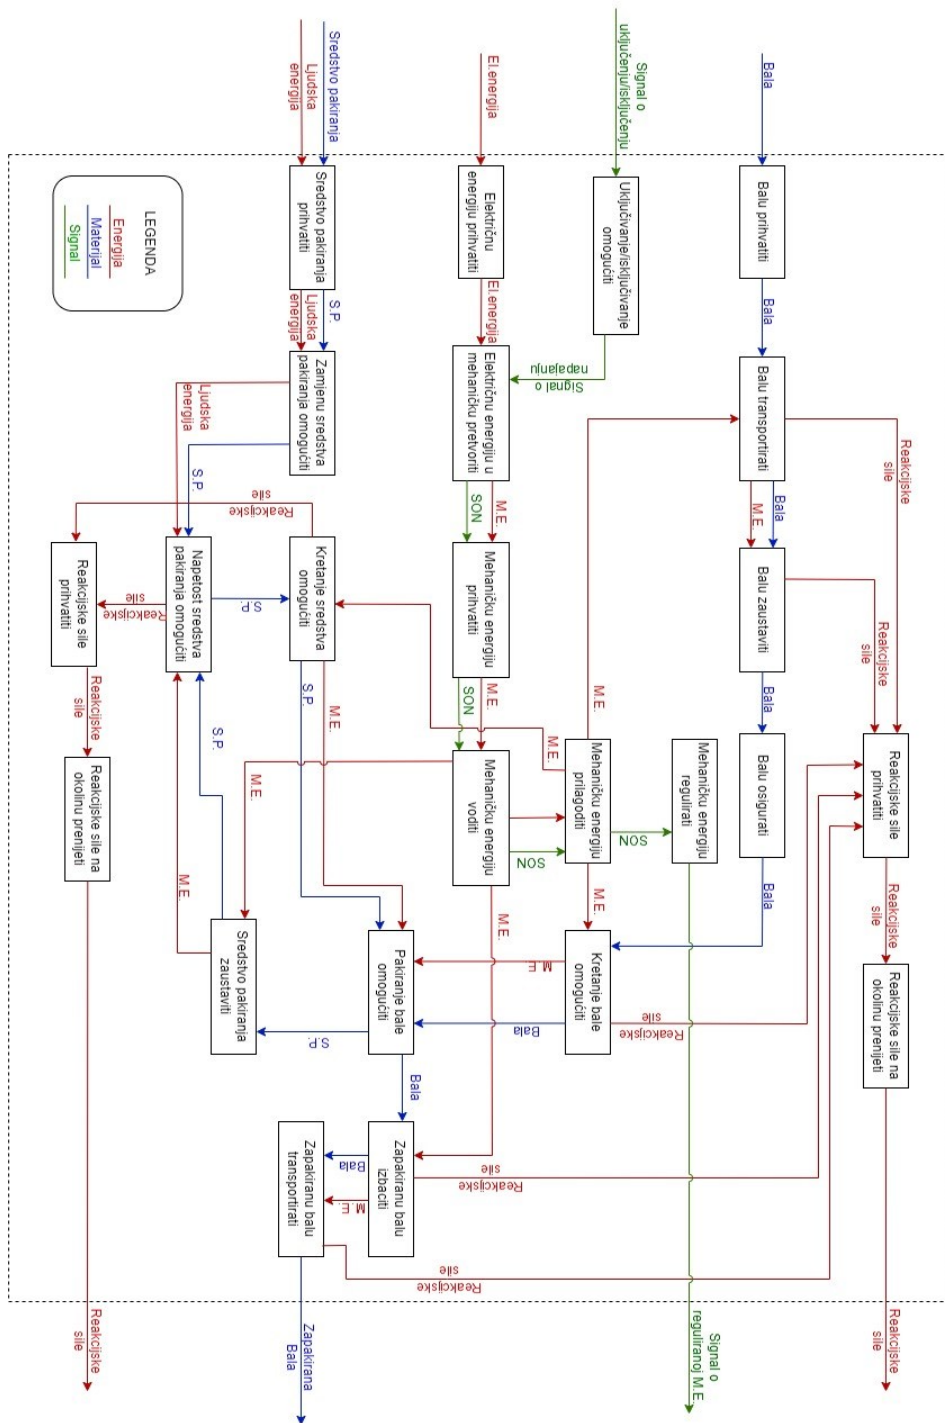 Reakcijske
sile
Reakcijske
sile
Reakcijske sile
prihvatiti
Reakcijske
sile
Reakcijske sile na
okolinu prenijeti
Reakcijske
sile
Bala
Balu prihvatiti
Bala
Balu transportirati
Bala
M.E.
Balu zaustaviti
Bala
Balu osigurati
Bala
Signal o
uključenju/isključenju
Uključivanje/isključivanje
omogućiti
Signal o
napajanju
Mehaničku energiju
regulirati
Signal o
reguliranoj M.E.
SON
M.E.
M.E.
Mehaničku energiju
prilagoditi
M.E.
Kretanje bale
omogućiti
Reakcijske
sile
El.energija
Električnu
energiju prihvatiti
El.energija
Električnu energiju u
mehaničku pretvoriti
M.E.
SON
Mehaničku energiju
prihvatiti
M.E.
SON
SON
Mehaničku energiju
voditi
M.E.
M.E.
Bala
Reakcijske
sile
Reakcijske
sile
Sredstvo pakiranja
Ljudska
energija
Sredstvo pakiranja
prihvatiti
S.P.
Ljudska
energija
Zamjenu sredstva
pakiranja omogućiti
Ljudska
energija
S.P.
Reakcijske
sile
Kretanje sredstva
omogućiti
M.E.
S.P.
M.E.
Pakiranje bale
omogućiti
Bala
Zapakiranu balu
izbaciti
Bala
M.E.
Zapakiranu balu
transportirati
Zapakirana
Bala
S.P.
Sredstvo pakiranja
zaustaviti
S.P.
M.E.
S.P.
Napetost sredstva
pakiranja omogućiti
Reakcijske
sile
Reakcijske sile
prihvatiti
Reakcijske
sile
Reakcijske sile na
okolinu prenijeti
Reakcijske
sile
LEGENDA
Energija
Materijal
Signal